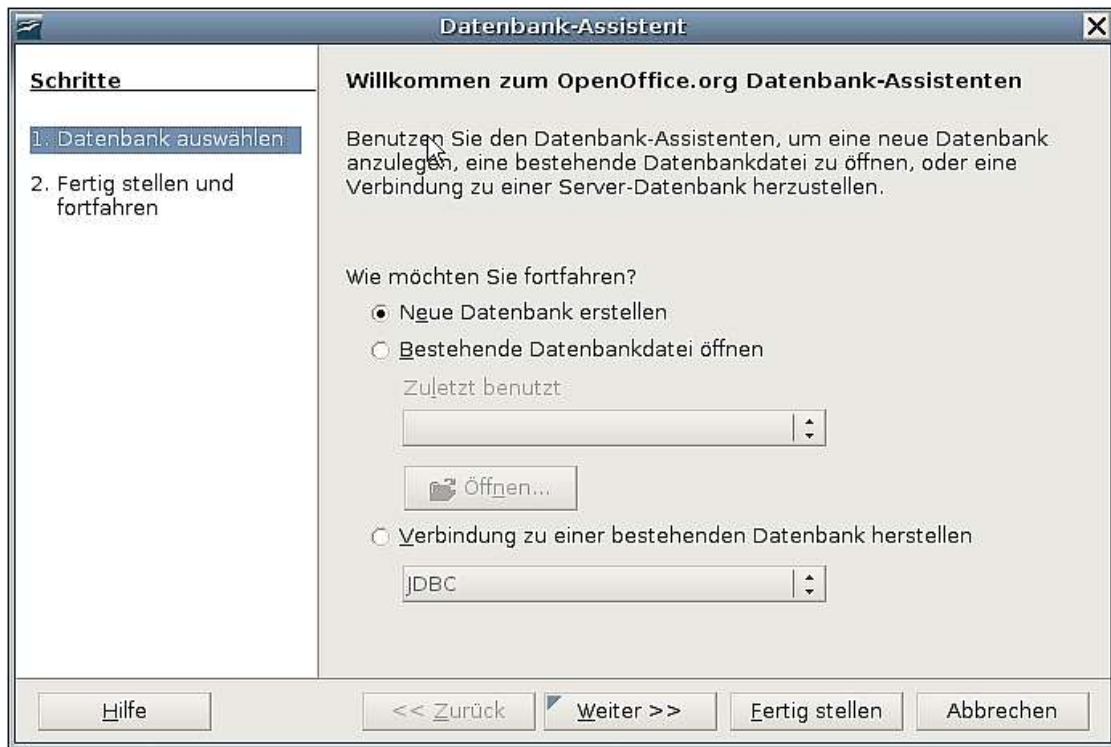 Datenbank-Assistent
Schritte
1. Datenbank auswählen
2. Fertig stellen und
fortfahren
Willkommen zum OpenOffice.org Datenbank-Assistenten
Benutzen Sie den Datenbank-Assistenten, um eine neue Datenbank
anzulegen, eine bestehende Datenbankdatei zu öffnen, oder eine
Verbindung zu einer Server-Datenbank herzustellen.
Wie möchten Sie fortfahren?
Neue Datenbank erstellen
Bestehende Datenbankdatei öffnen
Zuletzt benutzt
Öffnen...
Verbindung zu einer bestehenden Datenbank herstellen
JDBC
Hilfe
<< Zurück
Weiter >>
Fertig stellen
Abbrechen